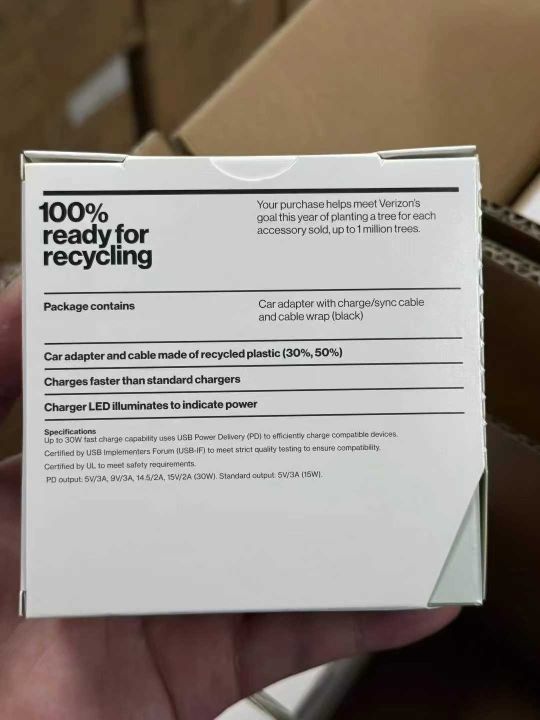 100%
ready for
recycling
Your purchase helps meet Verizon's
goal this year of planting a tree for each
accessory sold, up to 1 million trees.
Package contains
Car adapter with charge/sync cable
and cable wrap (black)
Car adapter and cable made of recycled plastic (30%, 50%)
Charges faster than standard chargers
Charger LED illuminates to indicate power
Specifications
Up to 30W fast charge capability uses USB Power Delivery (PD) to efficiently charge compatible devices.
Certified by USB Implementers Forum (USB-IF) to meet strict quality testing to ensure compatibility.
Certified by UL to meet safety requirements.
PD output: 5V/3A, 9V/3A, 14.5/2A, 15V/2A (30W). Standard output: 5V/3A (15W).